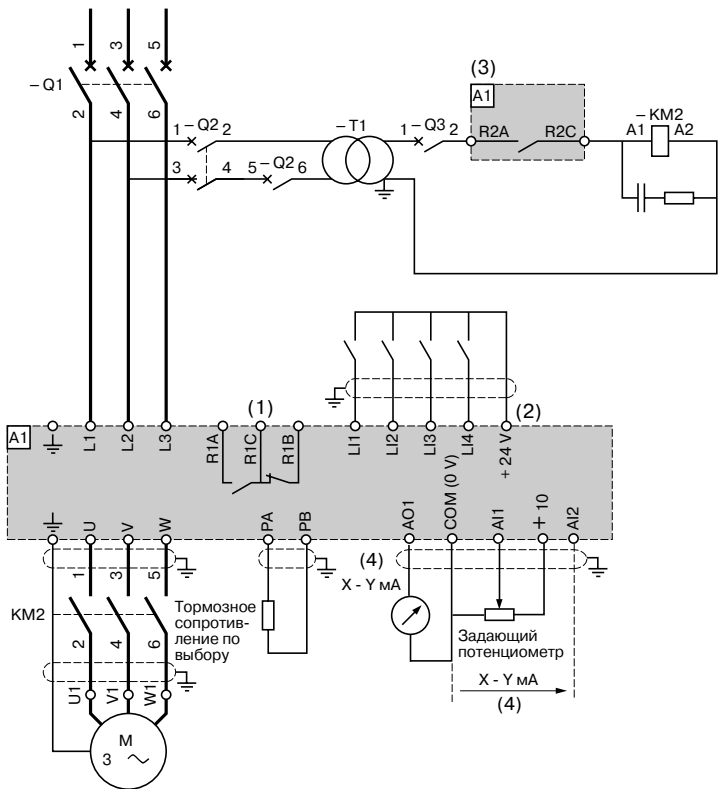 1 3 5
– Q1
2 4 6
(3)
A1
1 – Q2 2
– T1
1 – Q3 2
R2A R2C
– KM2
A1 A2
3 4 5 – Q2 6
(1)
(2)
A1
L1 L2 L3
R1A R1C R1B
LI1 LI2 LI3 LI4 + 24 V
U V W
PA PB
AO1 COM (0 V) AI1 + 10 AI2
1 3 5
KM2
2 4 6
Тормозное
сопротив-
ление по
выбору
(4)
X - Y мА
Задающий
потенциометр
X - Y мА
(4)
U1 V1 W1
M
3